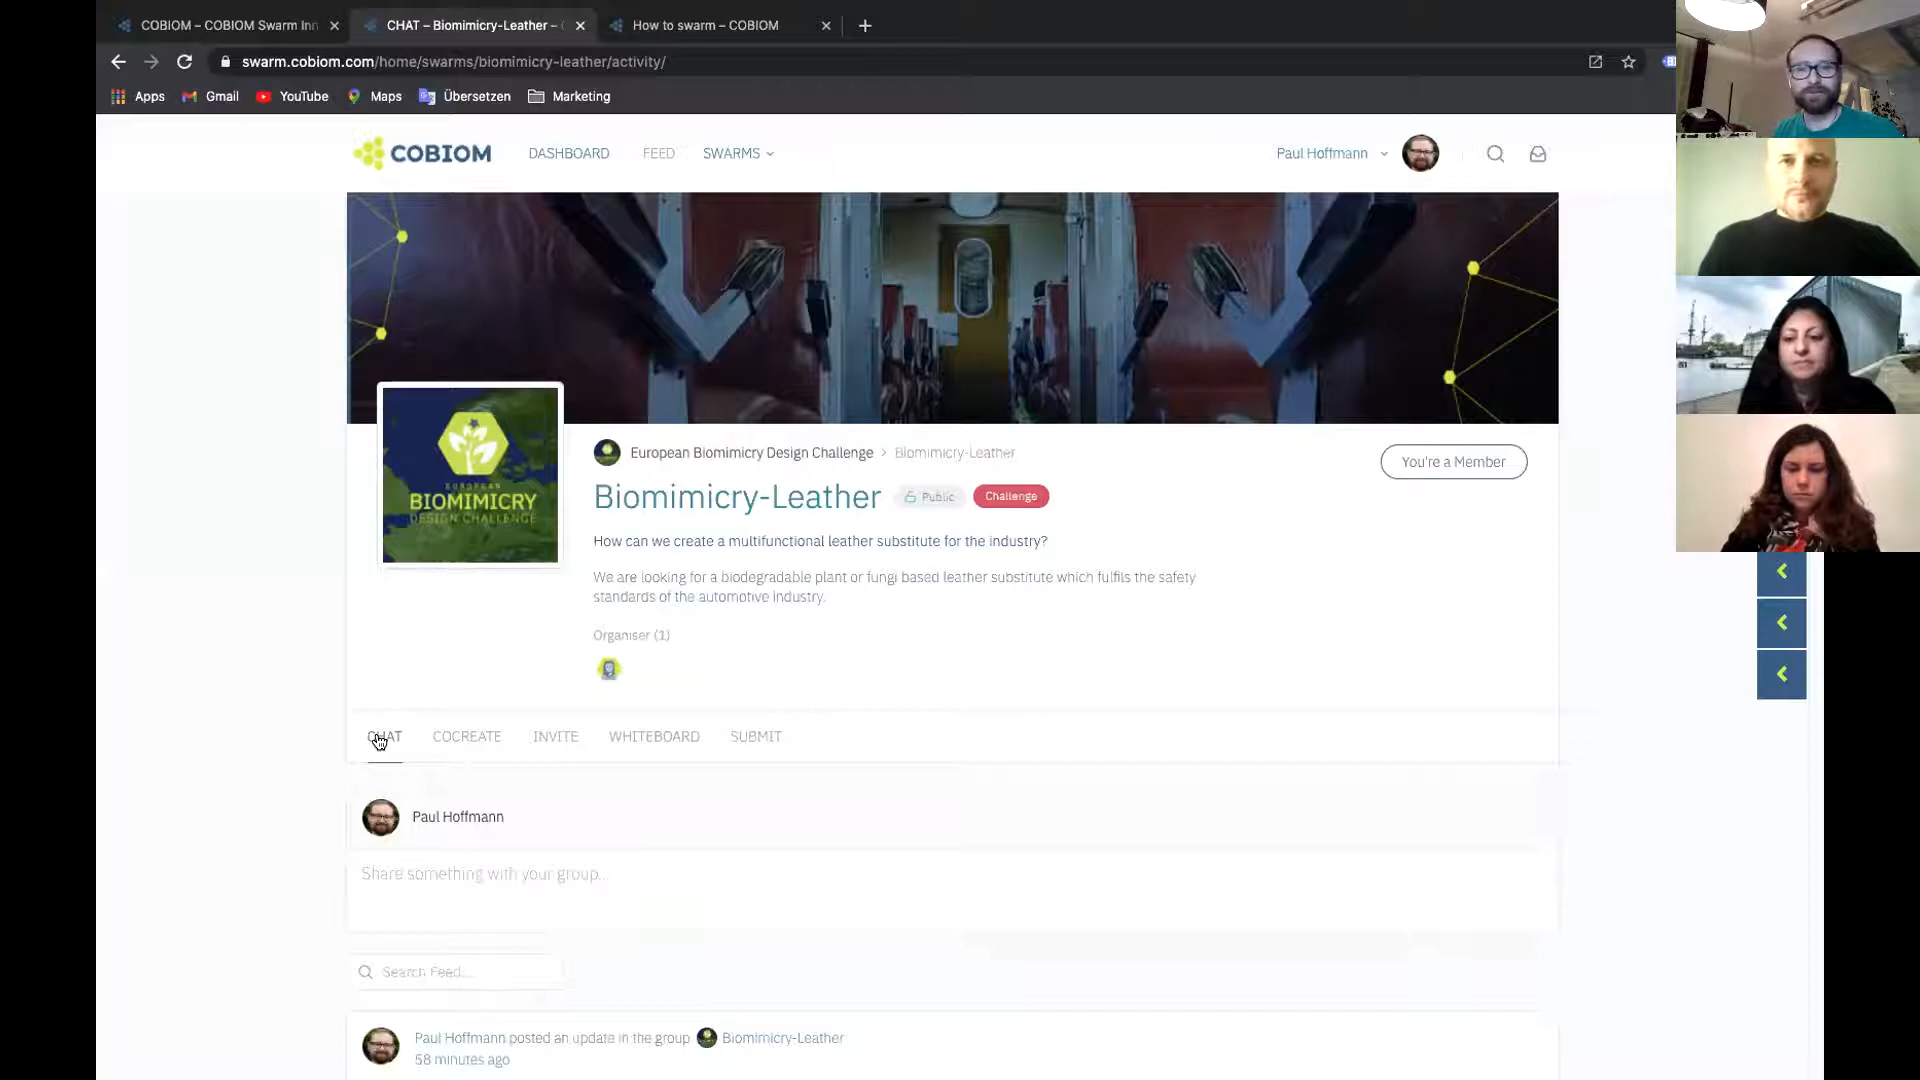 COBIOM – COBIOM Swarm Inn
CHAT – Biomimicry-Leather –
How to swarm – COBIOM
swarm.cobiom.com/home/swarms/biomimicry-leather/activity/
Apps
Gmail
YouTube
Maps
Übersetzen
Marketing
COBIOM
DASHBOARD
FEED
SWARMS
Paul Hoffmann
EUROPEAN
BIOMIMICRY
DESIGN CHALLENGE
European Biomimicry Design Challenge > Biomimicry-Leather
You're a Member
Biomimicry-Leather
Public
Challenge
How can we create a multifunctional leather substitute for the industry?
We are looking for a biodegradable plant or fungi based leather substitute which fulfils the safety
standards of the automotive industry.
Organiser (1)
CHAT
COCREATE
INVITE
WHITEBOARD
SUBMIT
Paul Hoffmann
Share something with your group...
Search Feed...
Paul Hoffmann posted an update in the group Biomimicry-Leather
58 minutes ago